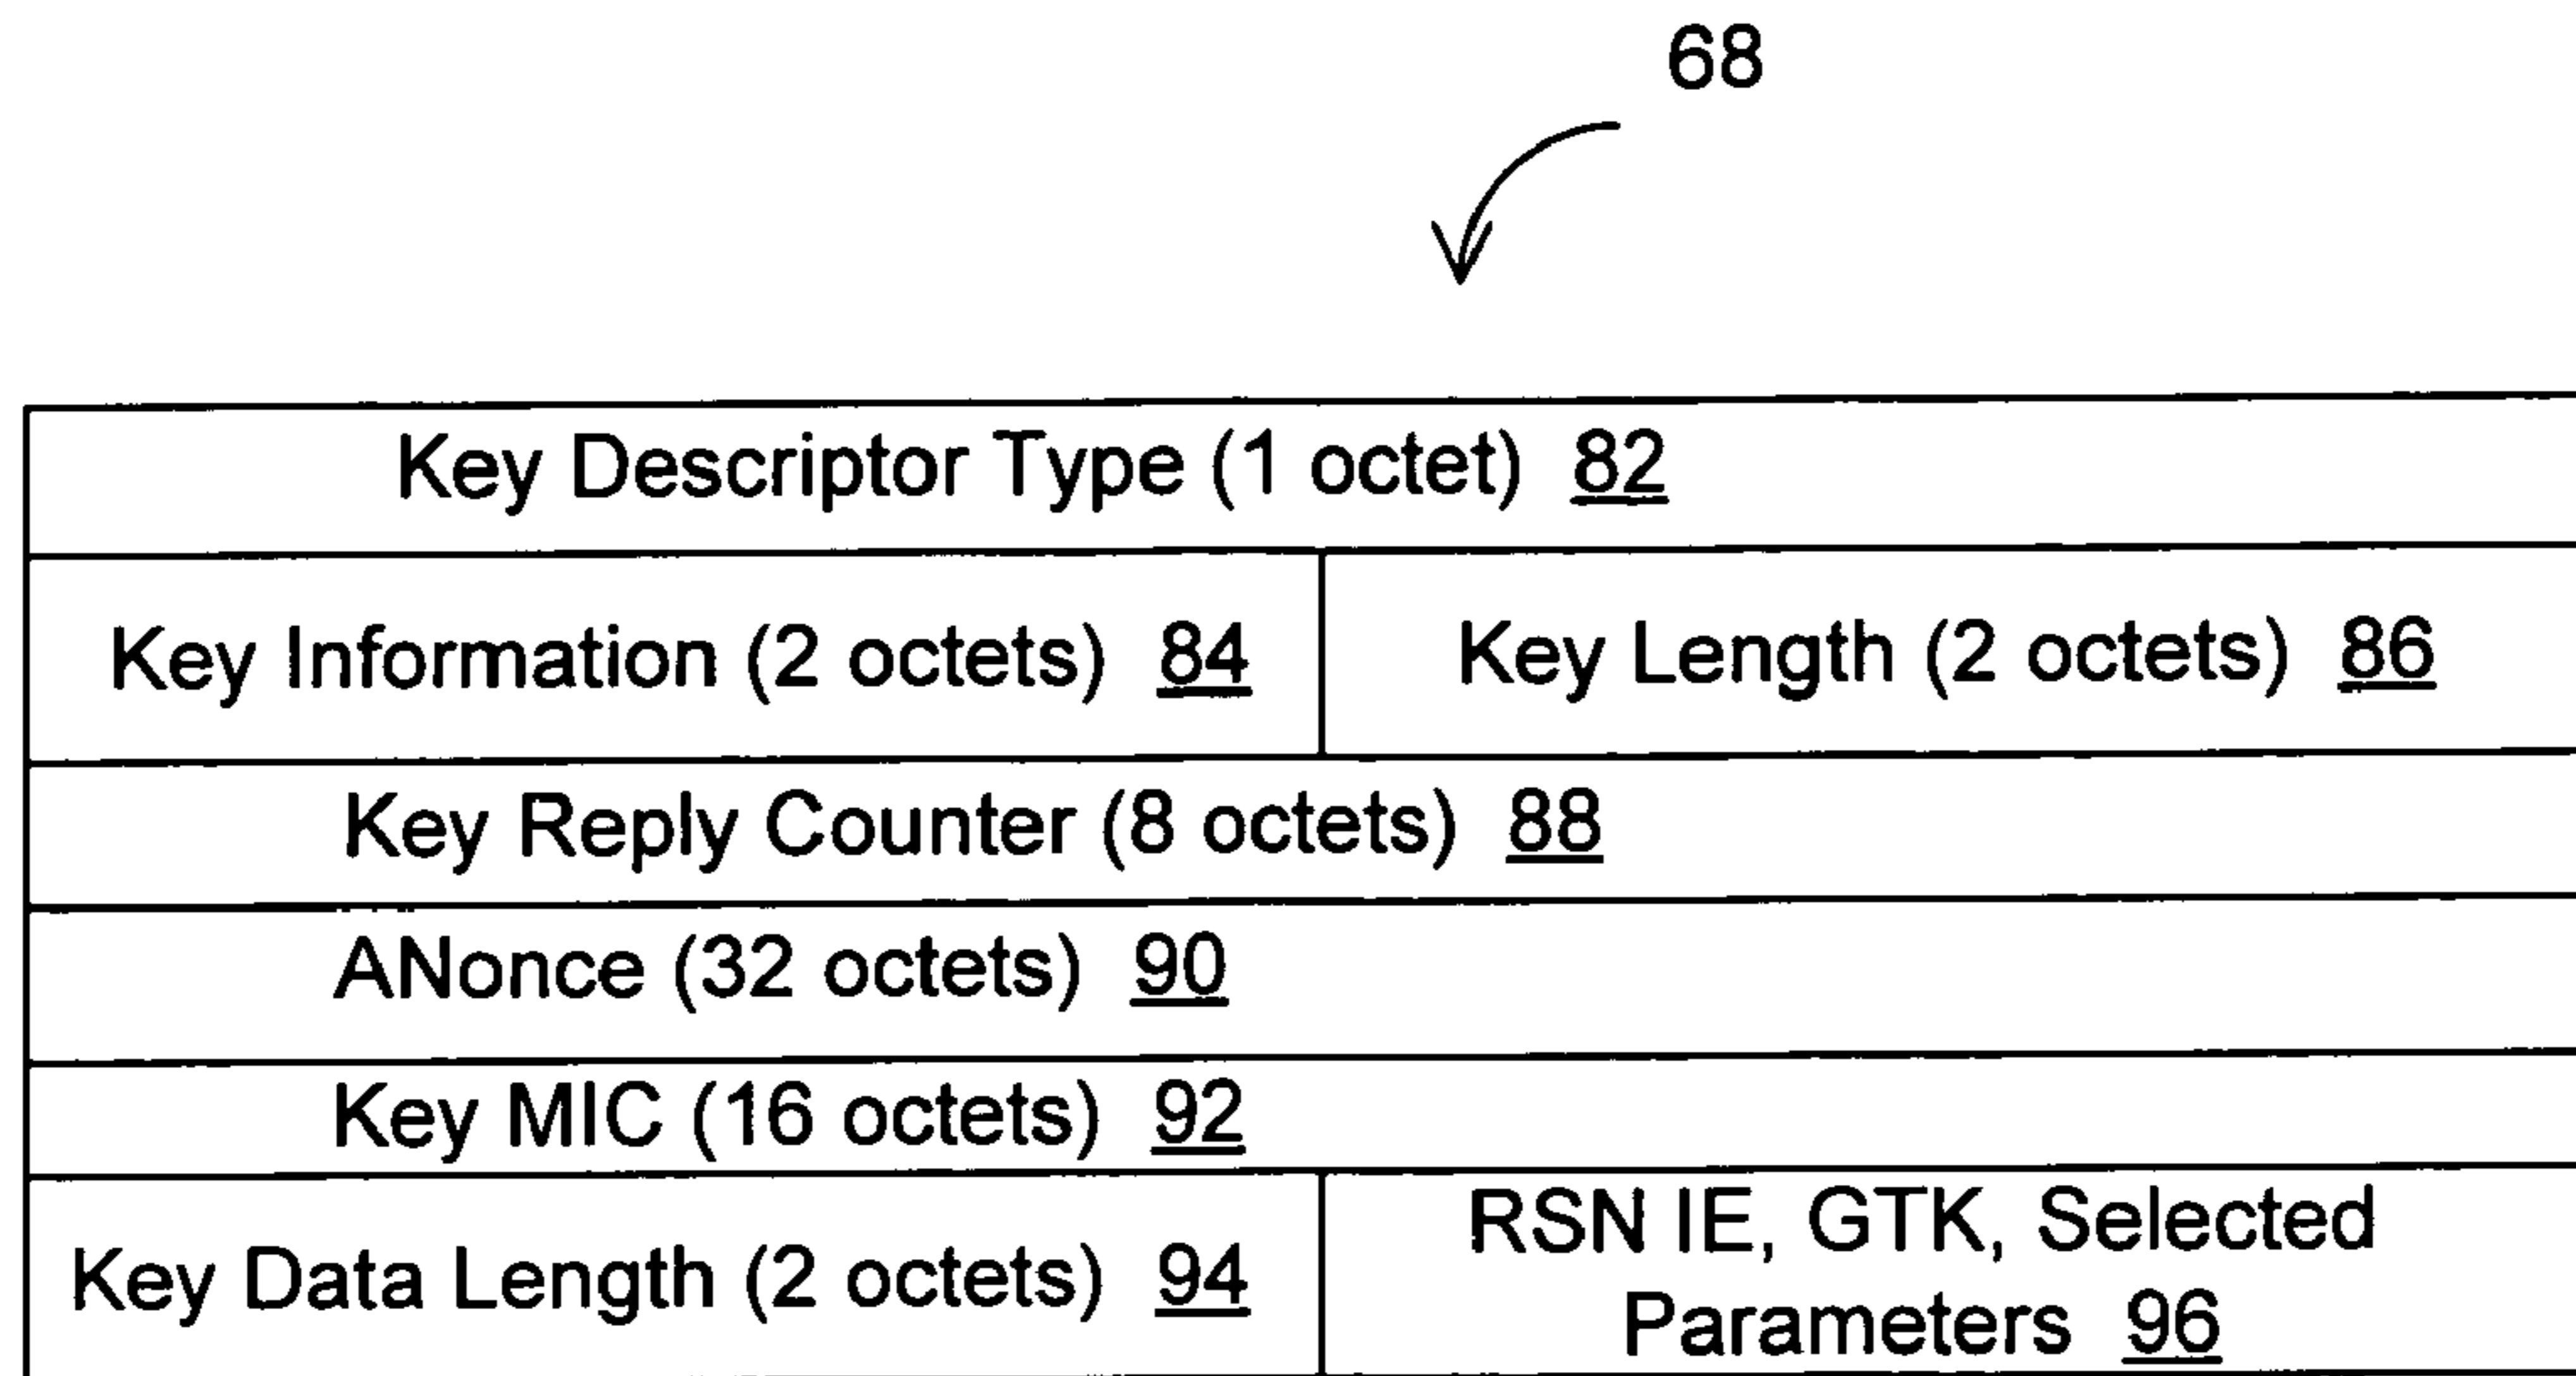 68
Key Descriptor Type (1 octet) 82
Key Information (2 octets) 84
Key Length (2 octets) 86
Key Reply Counter (8 octets) 88
ANonce (32 octets) 90
Key MIC (16 octets) 92
Key Data Length (2 octets) 94
RSN IE, GTK, Selected
Parameters 96